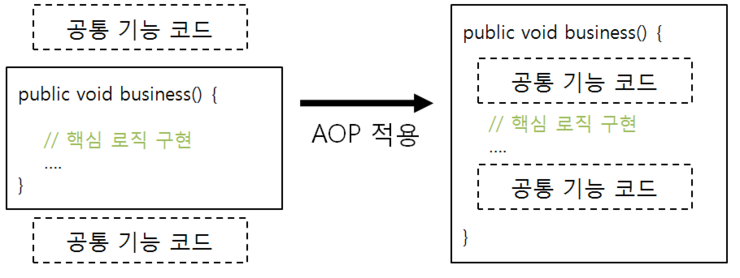 공통 기능 코드
public void business() {
// 핵심 로직 구현
....
}
공통 기능 코드
AOP 적용
public void business() {
공통 기능 코드
// 핵심 로직 구현
....
공통 기능 코드
}